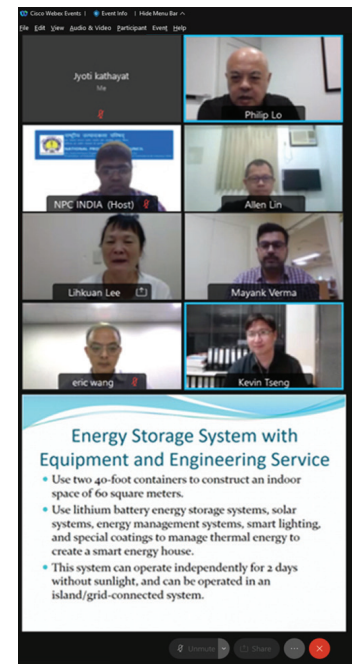 Cisco Webex Events | Event Info | Hide Menu Bar ^
File Edit View Audio & Video Participant Event Help
Jyoti kathayat
Me
Philip Lo
NPC INDIA (Host)
Allen Lin
Lihkuan Lee
Mayank Verma
eric wang
Kevin Tseng
Energy Storage System with
Equipment and Engineering Service
• Use two 40-foot containers to construct an indoor
space of 60 square meters.
• Use lithium battery energy storage systems, solar
systems, energy management systems, smart lighting,
and special coatings to manage thermal energy to
create a smart energy house.
• This system can operate independently for 2 days
without sunlight, and can be operated in an
island/grid-connected system.
Unmute
Share